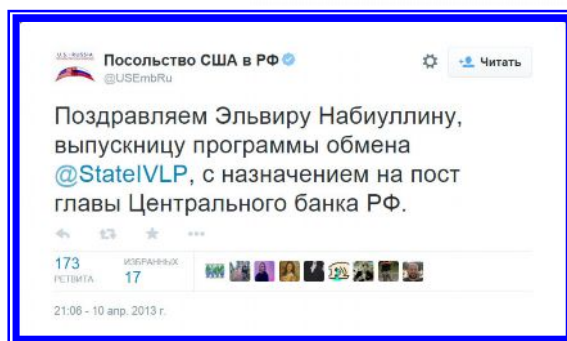 U.S.-RUSSIA
Посольство США в РФ
@USEmbRu
Читать
Поздравляем Эльвиру Набиуллину,
выпускницу программы обмена
@StateIVLP, с назначением на пост
главы Центрального банка РФ.
173
РЕТВИТА
ИЗБРАННЫХ
17
21:06 - 10 апр. 2013 г.